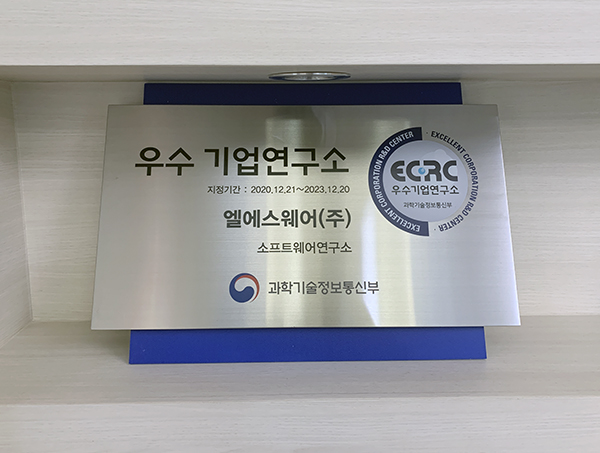 우수 기업연구소
지정기간 : 2020.12.21~2023.12.20
엘에스웨어(주)
소프트웨어연구소
과학기술정보통신부
EXCELLENT CORPORATION R&D CENTER · EXCELLENT CORPORATION R&D CENTER ·
ECRC
우수기업연구소
과학기술정보통신부